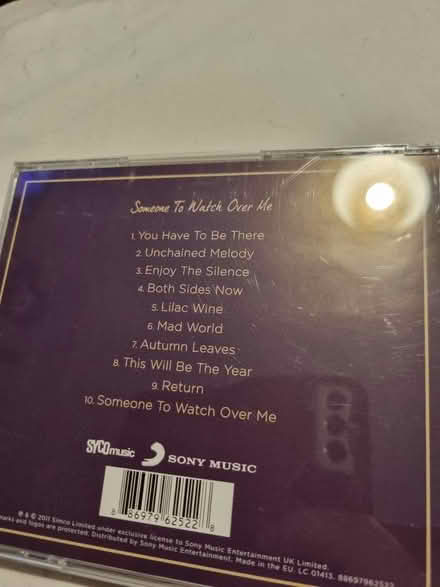 Someone To Watch Over Me
1. You Have To Be There
2. Unchained Melody
3. Enjoy The Silence
4. Both Sides Now
5. Lilac Wine
6. Mad World
7. Autumn Leaves
8. This Will Be The Year
9. Return
10. Someone To Watch Over Me
SYCOmusic
SONY MUSIC
8 86979 62522 8
℗ & © 2011 Simco Limited under exclusive license to Sony Music Entertainment UK Limited.
marks and logos are protected. Distributed by Sony Music Entertainment. Made in the EU. LC 01413. 88697962522